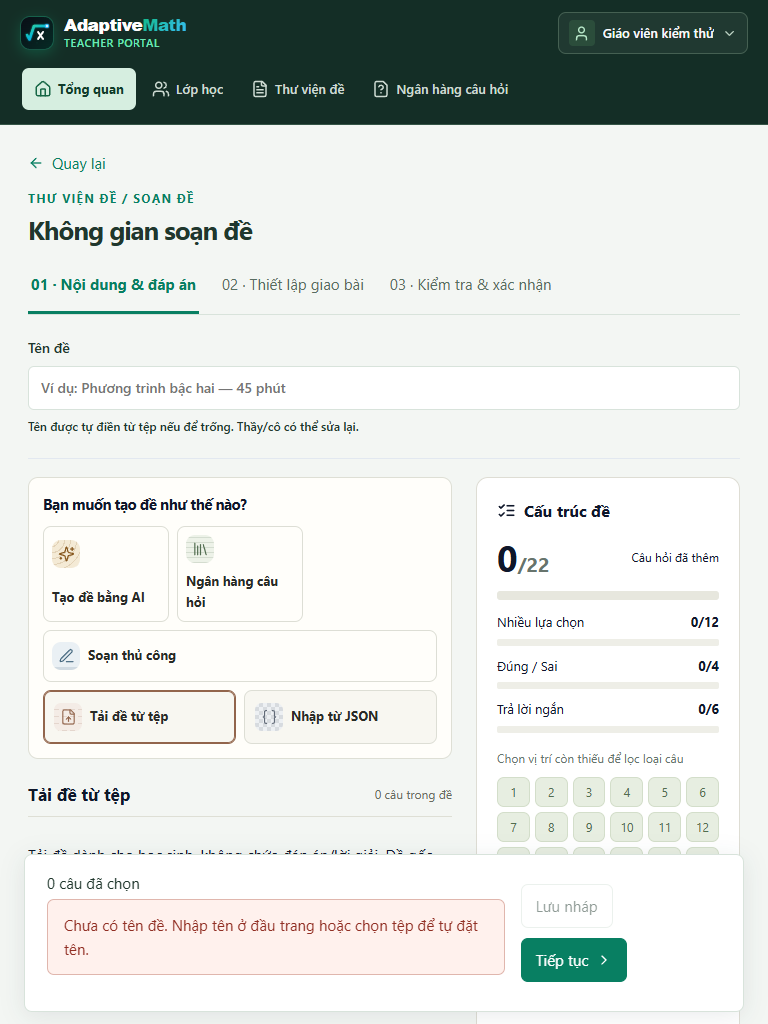 AdaptiveMath
TEACHER PORTAL
Giáo viên kiểm thử
Tổng quan
Lớp học
Thư viện đề
Ngân hàng câu hỏi
Quay lại
THƯ VIỆN ĐỀ / SOẠN ĐỀ
Không gian soạn đề
01 · Nội dung & đáp án
02 · Thiết lập giao bài
03 · Kiểm tra & xác nhận
Tên đề
Ví dụ: Phương trình bậc hai — 45 phút
Tên được tự điền từ tệp nếu để trống. Thầy/cô có thể sửa lại.
Bạn muốn tạo đề như thế nào?
Tạo đề bằng AI
Ngân hàng câu
hỏi
Soạn thủ công
Tải đề từ tệp
Nhập từ JSON
Cấu trúc đề
0/22
Câu hỏi đã thêm
Nhiều lựa chọn
0/12
Đúng / Sai
0/4
Trả lời ngắn
0/6
Chọn vị trí còn thiếu để lọc loại câu
1 2 3 4 5 6
7 8 9 10 11 12
Tải đề từ tệp
0 câu trong đề
0 câu đã chọn
Chưa có tên đề. Nhập tên ở đầu trang hoặc chọn tệp để tự đặt
tên.
Lưu nháp
Tiếp tục